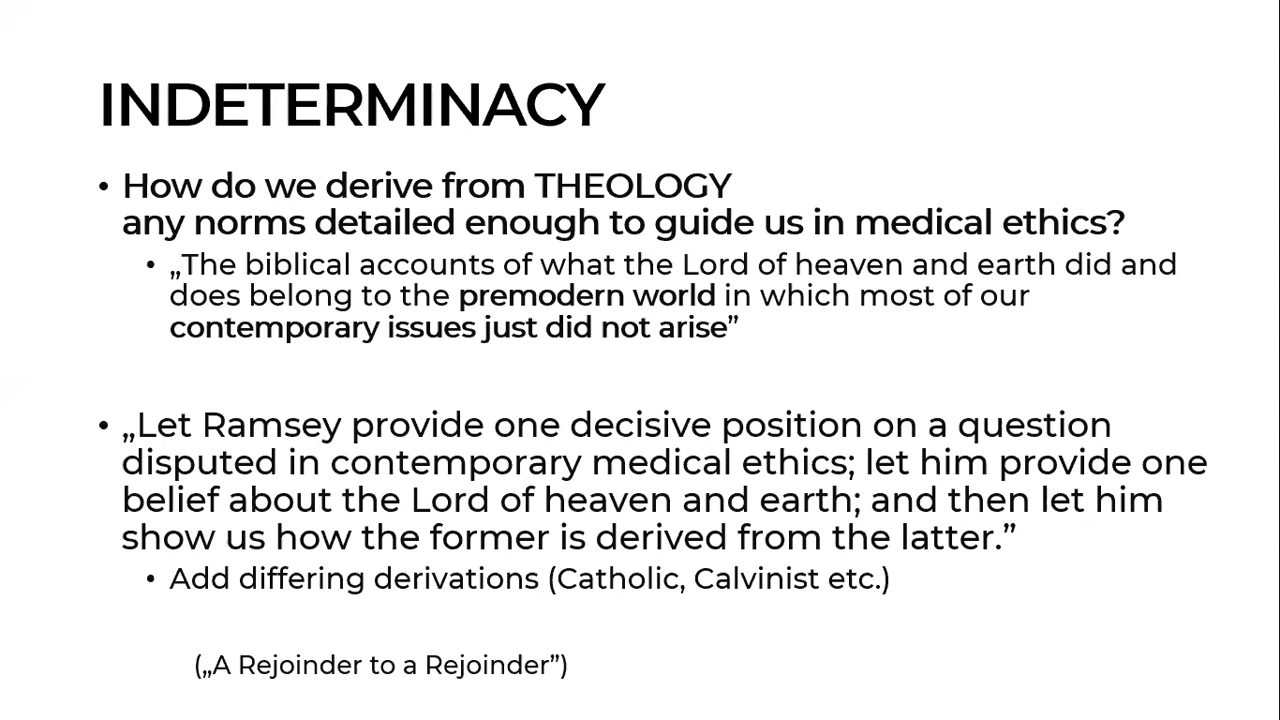 INDETERMINACY
• How do we derive from THEOLOGY
any norms detailed enough to guide us in medical ethics?
• „The biblical accounts of what the Lord of heaven and earth did and
does belong to the premodern world in which most of our
contemporary issues just did not arise”
• „Let Ramsey provide one decisive position on a question
disputed in contemporary medical ethics; let him provide one
belief about the Lord of heaven and earth; and then let him
show us how the former is derived from the latter.”
• Add differing derivations (Catholic, Calvinist etc.)
(„A Rejoinder to a Rejoinder”)